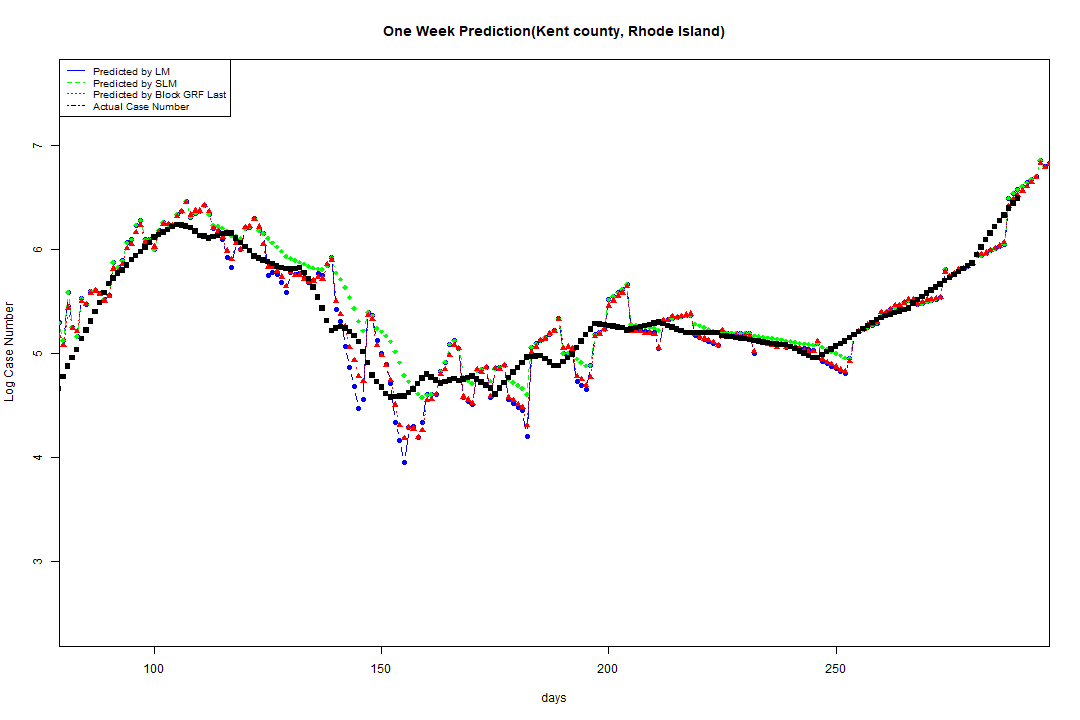 One Week Prediction(Kent county, Rhode Island)
Predicted by LM
Predicted by SLM
Predicted by Block GRF Last
Actual Case Number
Log Case Number
7
6
5
4
3
100 150 200 250
days